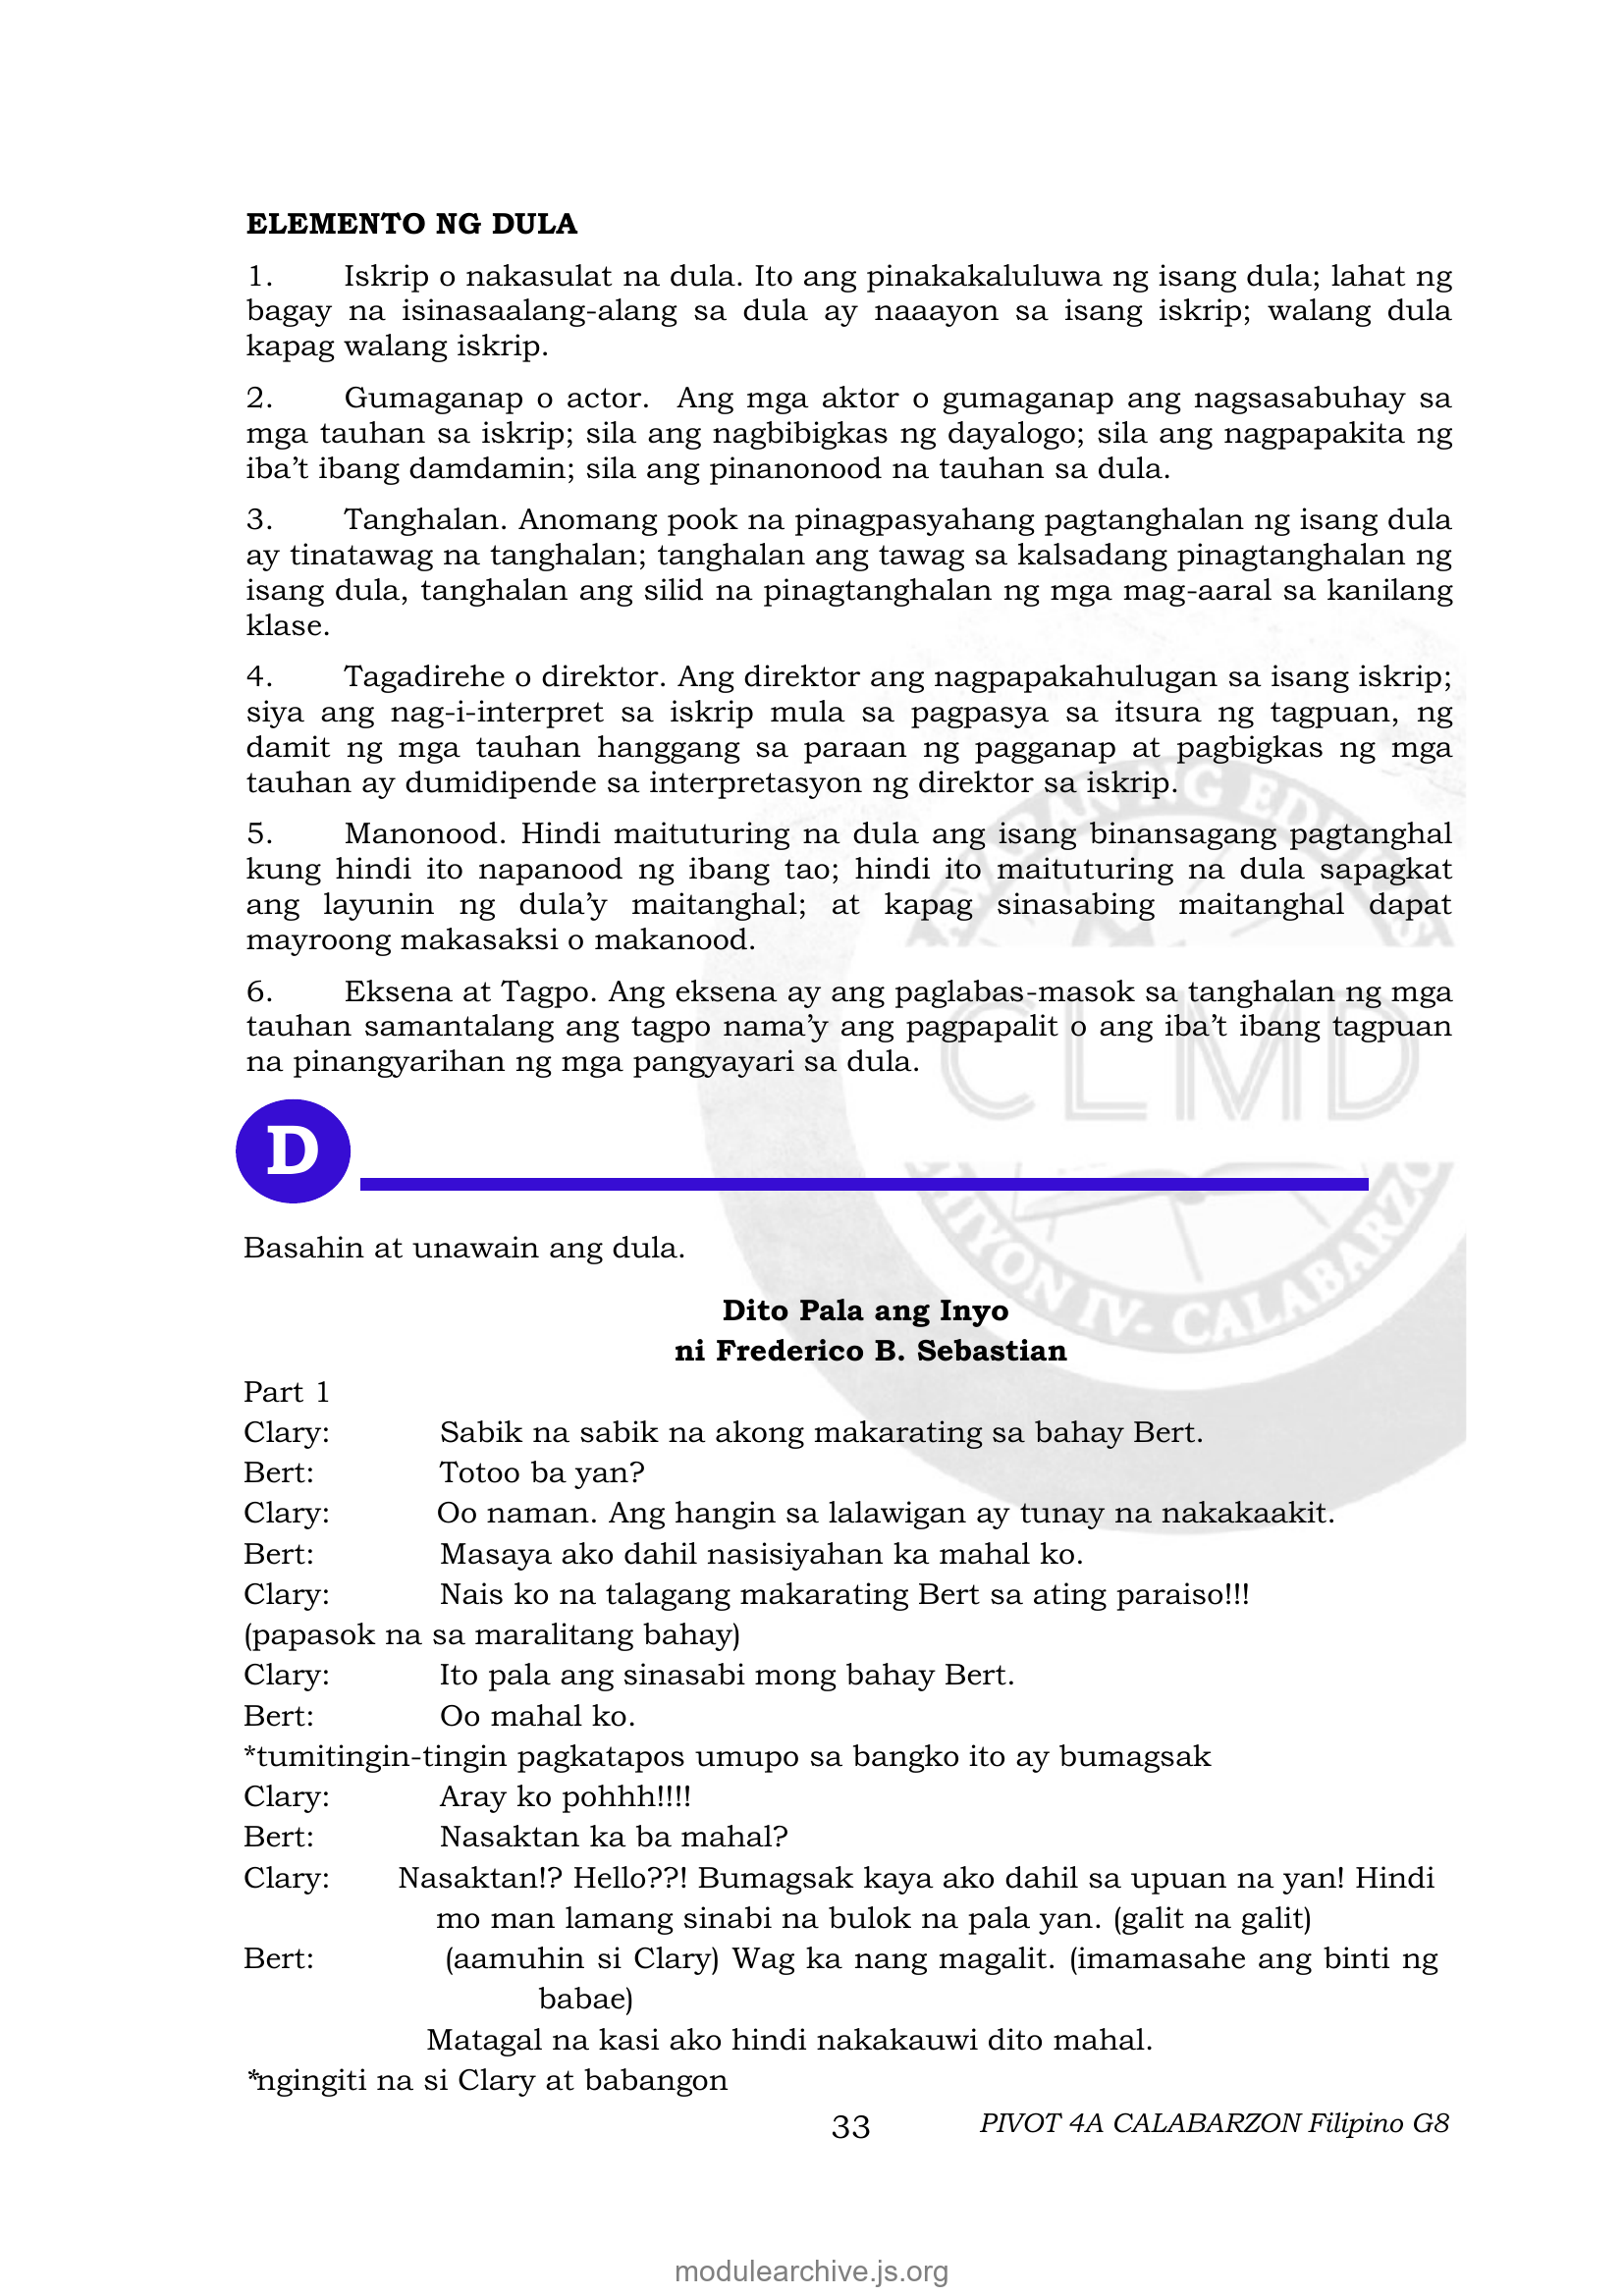 ELEMENTO NG DULA
1. Iskrip o nakasulat na dula. Ito ang pinakakaluluwa ng isang dula; lahat ng
bagay na isinasaalang-alang sa dula ay naaayon sa isang iskrip; walang dula
kapag walang iskrip.
2. Gumaganap o actor. Ang mga aktor o gumaganap ang nagsasabuhay sa
mga tauhan sa iskrip; sila ang nagbibigkas ng dayalogo; sila ang nagpapakita ng
iba’t ibang damdamin; sila ang pinanonood na tauhan sa dula.
3. Tanghalan. Anomang pook na pinagpasyahang pagtanghalan ng isang dula
ay tinatawag na tanghalan; tanghalan ang tawag sa kalsadang pinagtanghalan ng
isang dula, tanghalan ang silid na pinagtanghalan ng mga mag-aaral sa kanilang
klase.
4. Tagadirehe o direktor. Ang direktor ang nagpapakahulugan sa isang iskrip;
siya ang nag-i-interpret sa iskrip mula sa pagpasya sa itsura ng tagpuan, ng
damit ng mga tauhan hanggang sa paraan ng pagganap at pagbigkas ng mga
tauhan ay dumidipende sa interpretasyon ng direktor sa iskrip.
5. Manonood. Hindi maituturing na dula ang isang binansagang pagtanghal
kung hindi ito napanood ng ibang tao; hindi ito maituturing na dula sapagkat
ang layunin ng dula’y maitanghal; at kapag sinasabing maitanghal dapat
mayroong makasaksi o makanood.
6. Eksena at Tagpo. Ang eksena ay ang paglabas-masok sa tanghalan ng mga
tauhan samantalang ang tagpo nama’y ang pagpapalit o ang iba’t ibang tagpuan
na pinangyarihan ng mga pangyayari sa dula.
CLMD
D
IV- CALABARZO
Basahin at unawain ang dula.
Dito Pala ang Inyo
ni Frederico B. Sebastian
Part 1
Clary: Sabik na sabik na akong makarating sa bahay Bert.
Bert: Totoo ba yan?
Clary: Oo naman. Ang hangin sa lalawigan ay tunay na nakakaakit.
Bert: Masaya ako dahil nasisiyahan ka mahal ko.
Clary: Nais ko na talagang makarating Bert sa ating paraiso!!!
(papasok na sa maralitang bahay)
Clary: Ito pala ang sinasabi mong bahay Bert.
Bert: Oo mahal ko.
*tumitingin-tingin pagkatapos umupo sa bangko ito ay bumagsak
Clary: Aray ko pohhh!!!!
Bert: Nasaktan ka ba mahal?
Clary: Nasaktan!? Hello??! Bumagsak kaya ako dahil sa upuan na yan! Hindi
mo man lamang sinabi na bulok na pala yan. (galit na galit)
Bert: (aamuhin si Clary) Wag ka nang magalit. (imamasahe ang binti ng
babae)
Matagal na kasi ako hindi nakakauwi dito mahal.
*ngingiti na si Clary at babangon
33 PIVOT 4A CALABARZON Filipino G8
modulearchive.js.org